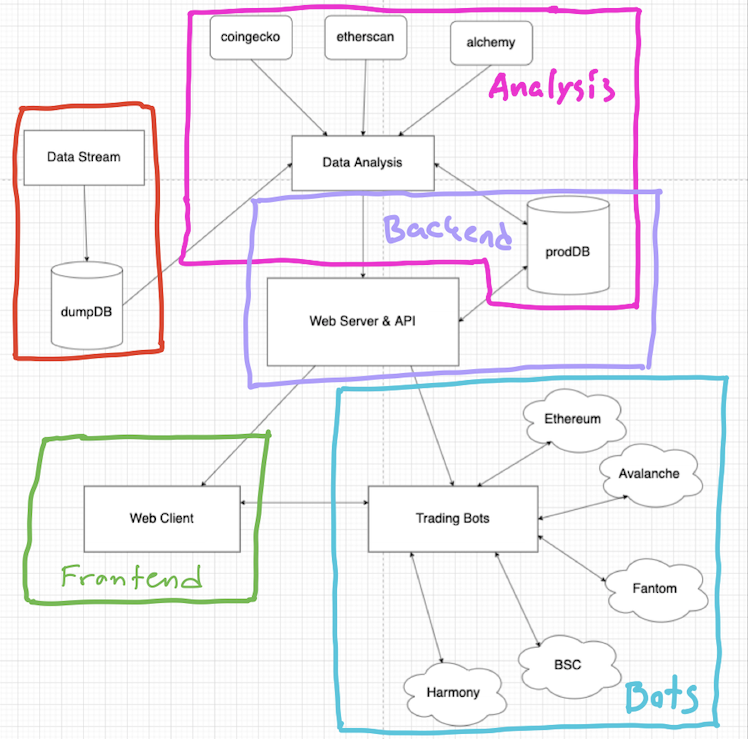 coingecko
etherscan
alchemy
Analysis
Data Stream
Data Analysis
Backend
prodDB
dumpDB
Web Server & API
Ethereum
Avalanche
Web Client
Trading Bots
Frantend
Fantom
BSC
Harmony
Bots